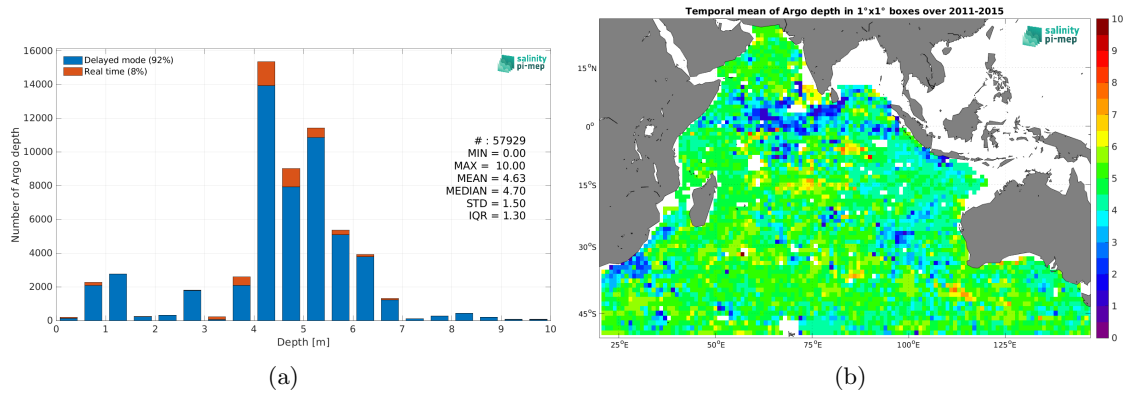 16000
14000
12000
10000
8000
6000
4000
2000
0
Number of Argo depth
Delayed mode (92%)
Real time (8%)
salinity
pi-mep
# : 57929
MIN = 0.00
MAX = 10.00
MEAN = 4.63
MEDIAN = 4.70
STD = 1.50
IQR = 1.30
0 1 2 3 4 5 6 7 8 9 10
Depth [m]
(a)
Temporal mean of Argo depth in 1°x1° boxes over 2011-2015
salinity
pi-mep
15°N
0°
15°S
30°S
45°S
25°E 50°E 75°E 100°E 125°E
10
9
8
7
6
5
4
3
2
1
0
(b)